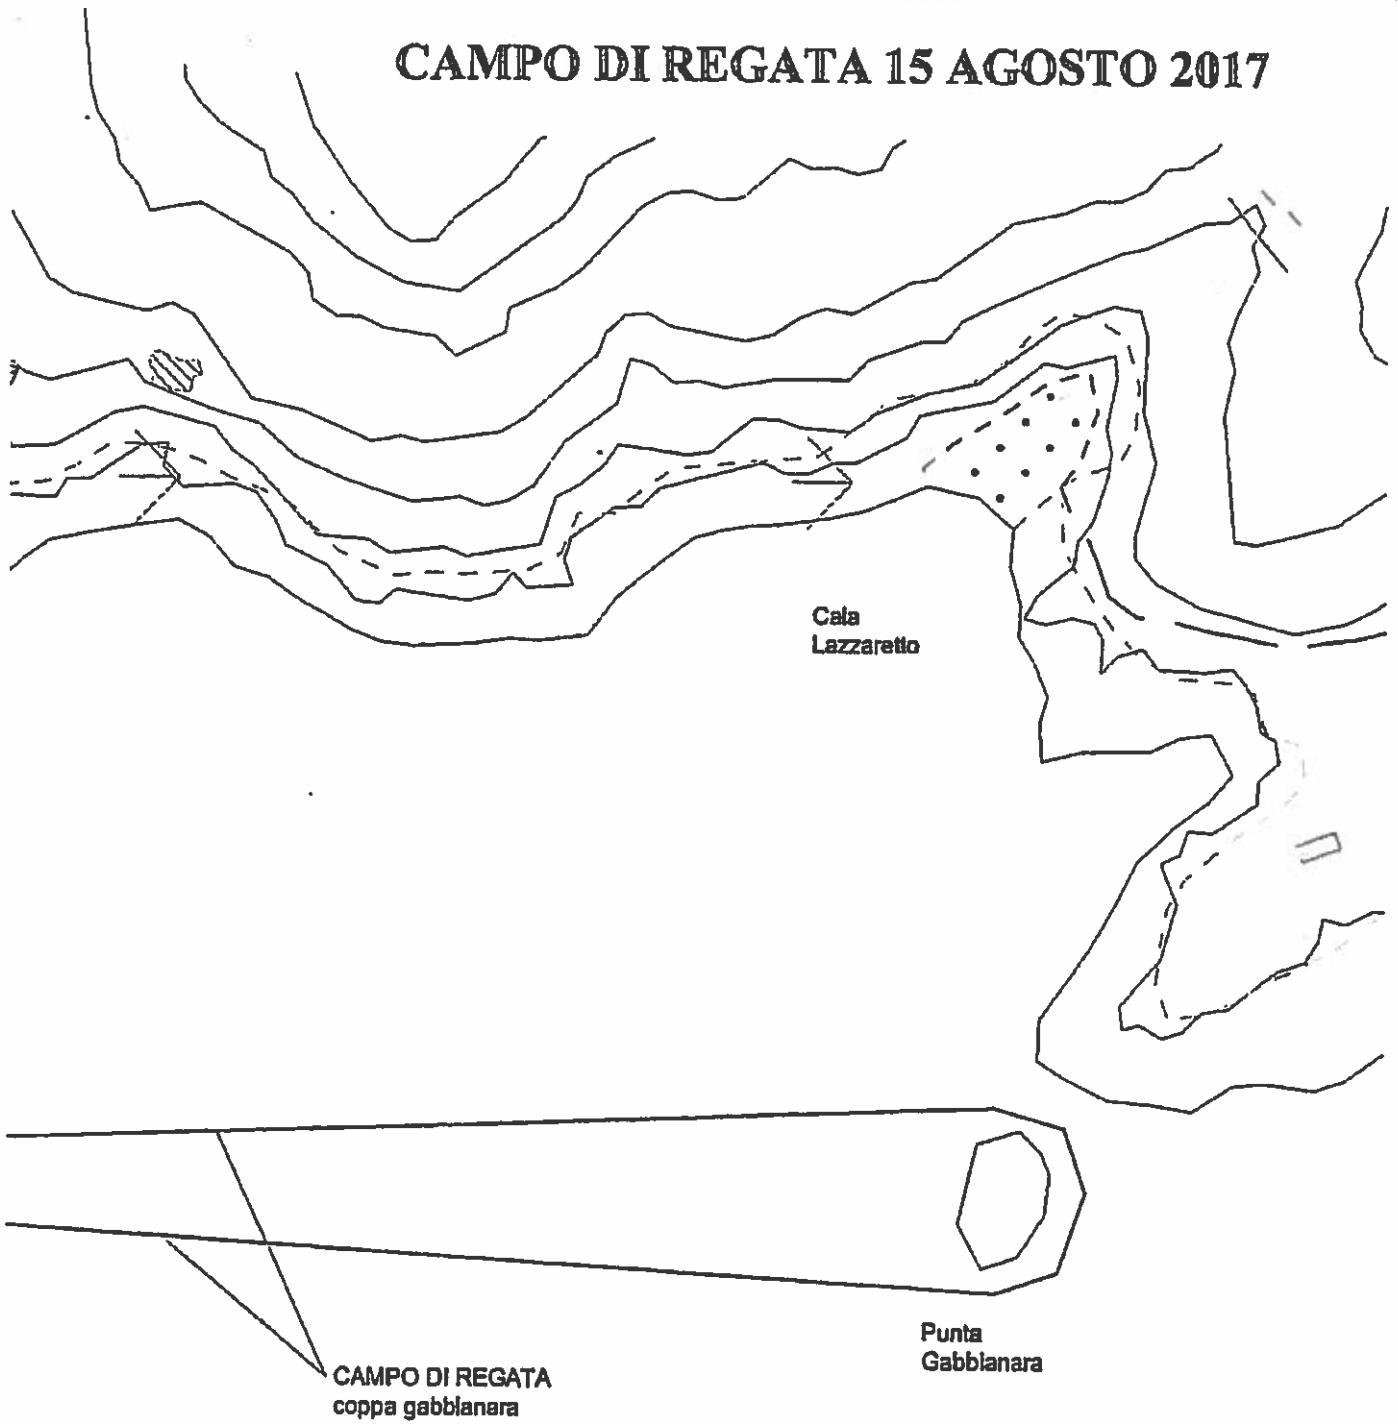 CAMPO DI REGATA 15 AGOSTO 2017
Cala
Lazzaretto
Punta
Gabbianara
CAMPO DI REGATA
coppa gabbianara